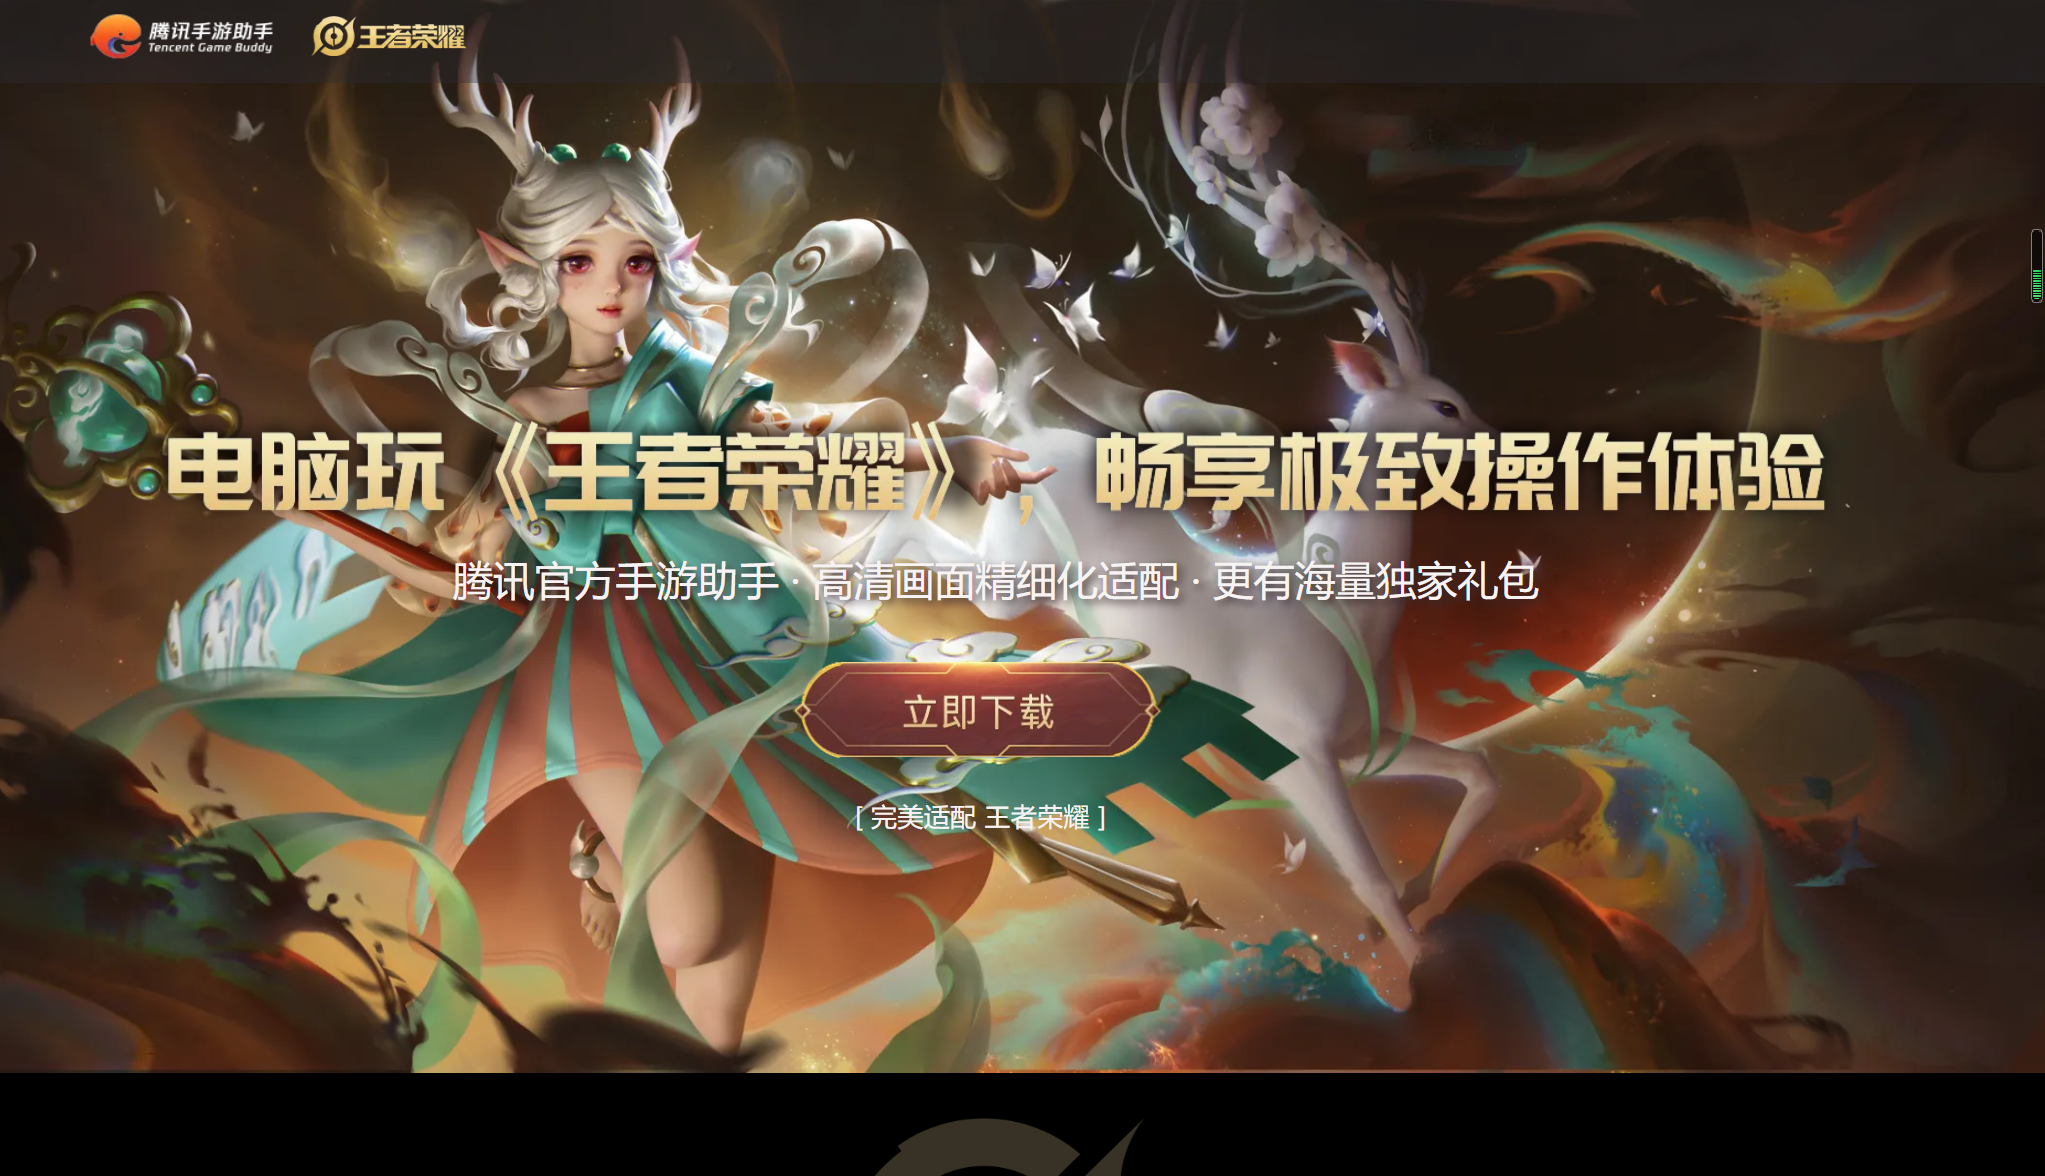 腾讯手游助手
Tencent Game Buddy
王者荣耀
电脑玩《王者荣耀》，畅享极致操作体验
腾讯官方手游助手 · 高清画面精细化适配 · 更有海量独家礼包
立即下载
[ 完美适配 王者荣耀 ]